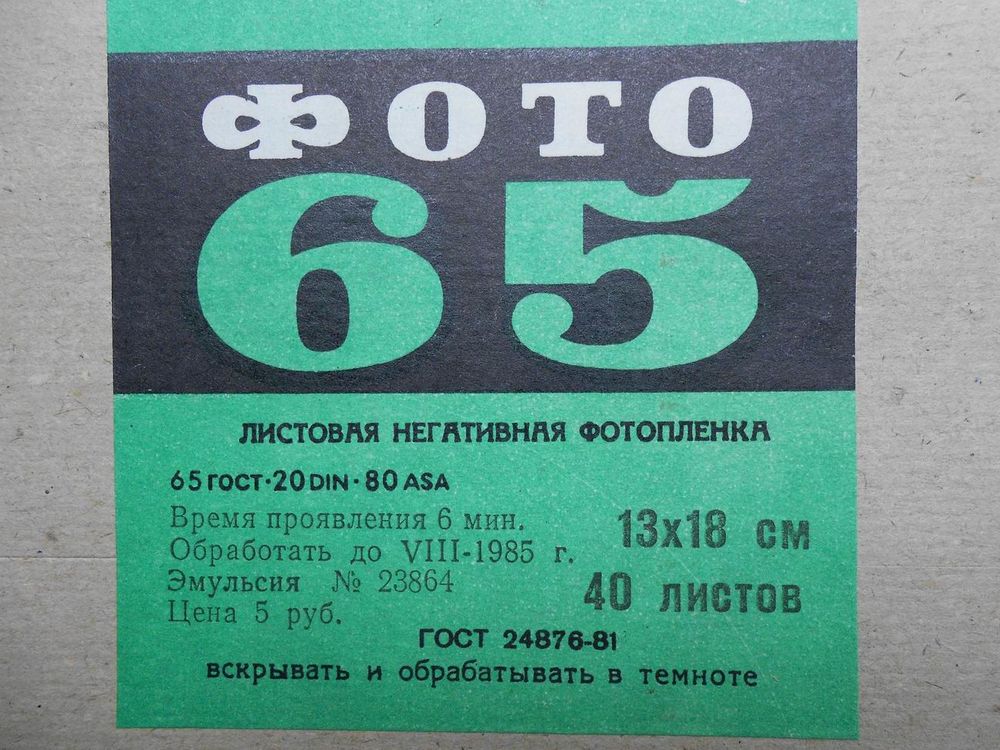 ФОТО
65
ЛИСТОВАЯ НЕГАТИВНАЯ ФОТОПЛЕНКА
65 ГОСТ·20 DIN·80 ASA
Время проявления 6 мин.
Обработать до VIII-1985 г.
Эмульсия № 23864
Цена 5 руб.
13х18 см
40 листов
ГОСТ 24876-81
вскрывать и обрабатывать в темноте